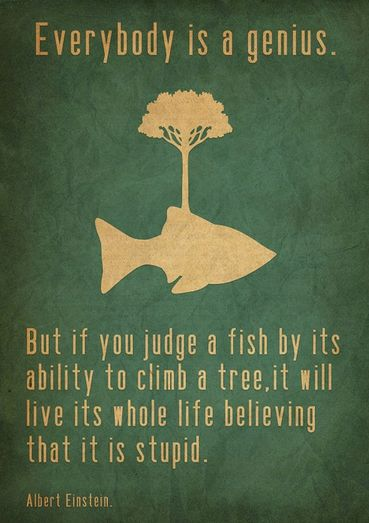 Everybody is a genius.
But if you judge a fish by its
ability to climb a tree,it will
live its whole life believing
that it is stupid.
Albert Einstein.